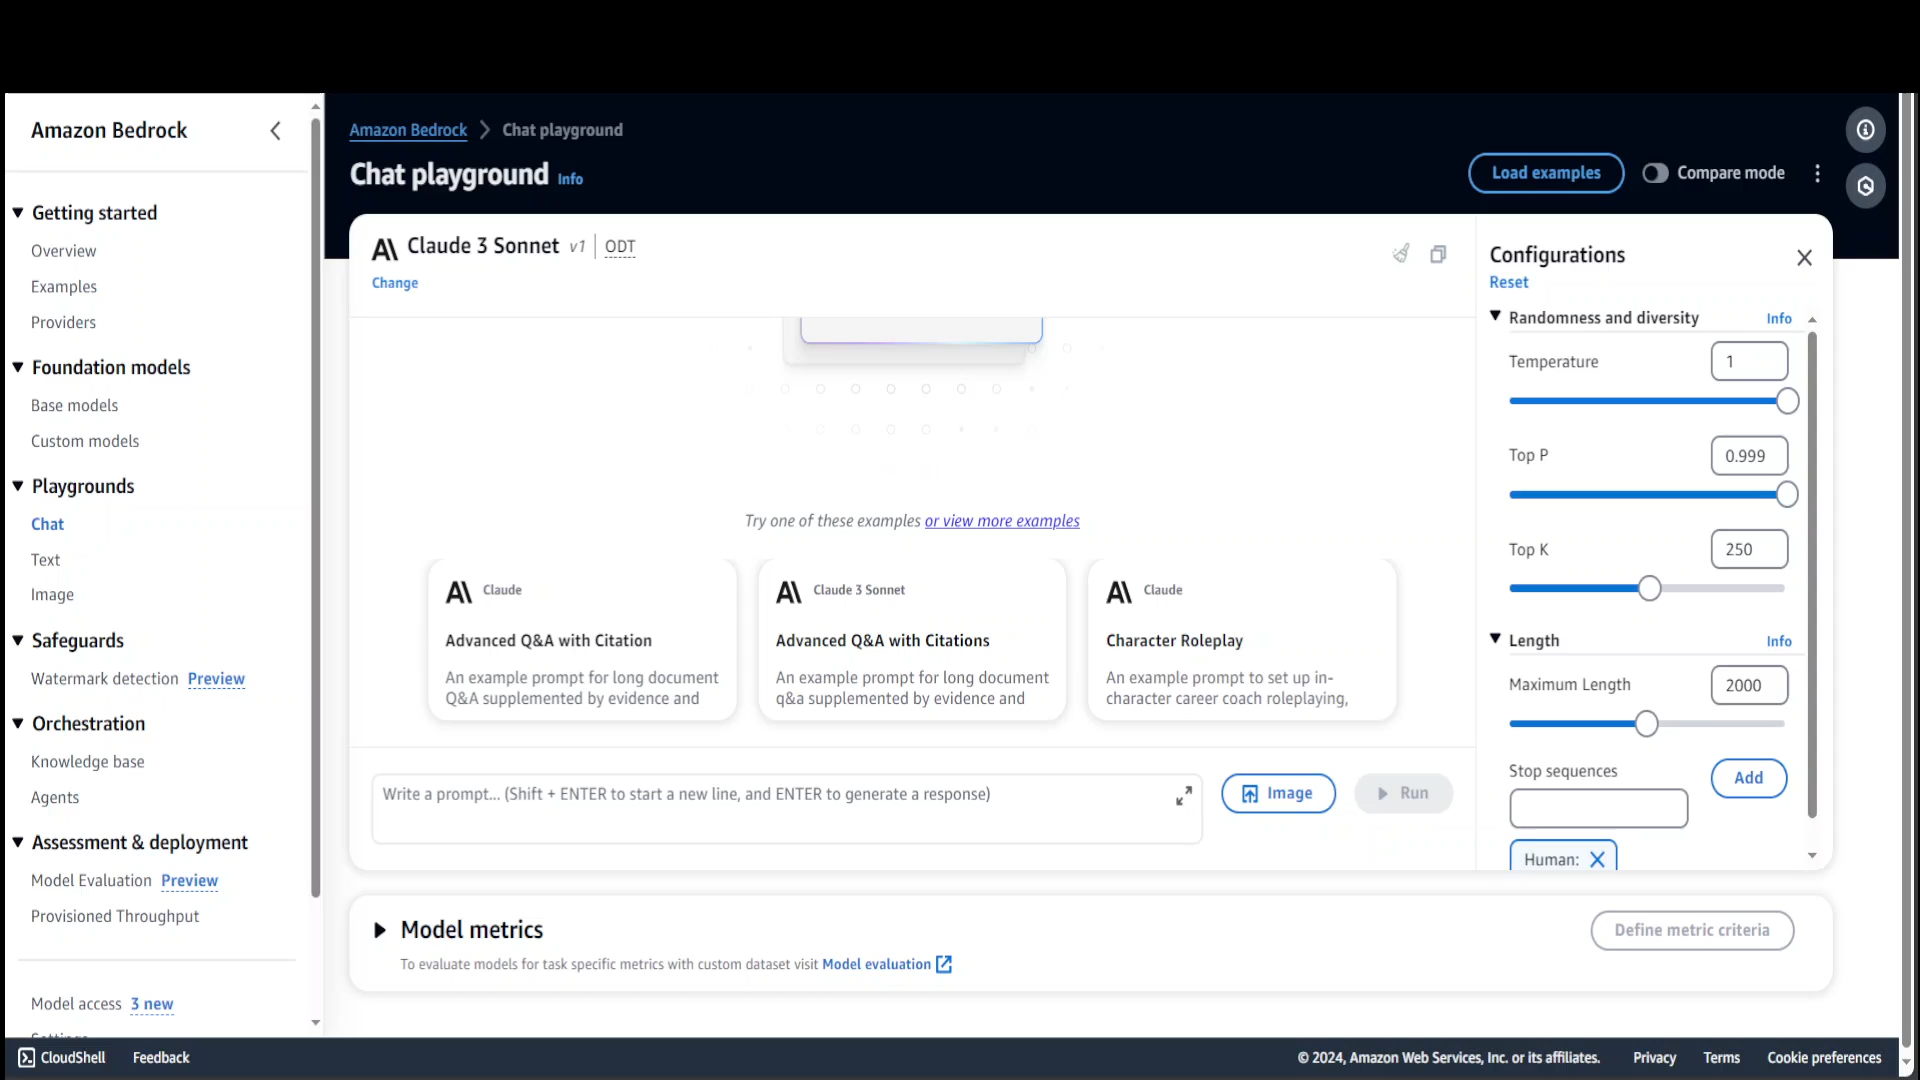 Amazon Bedrock
Getting started
Overview
Examples
Providers
Foundation models
Base models
Custom models
Playgrounds
Chat
Text
Image
Safeguards
Watermark detection Preview
Orchestration
Knowledge base
Agents
Assessment & deployment
Model Evaluation Preview
Provisioned Throughput
Model access 3 new
Settings
Amazon Bedrock Chat playground
Chat playground Info
Load examples
Compare mode
Claude 3 Sonnet v1 ODT
Change
Try one of these examples or view more examples
Claude
Advanced Q&A with Citation
An example prompt for long document
Q&A supplemented by evidence and
Claude 3 Sonnet
Advanced Q&A with Citations
An example prompt for long document
q&a supplemented by evidence and
Claude
Character Roleplay
An example prompt to set up in-
character career coach roleplaying,
Write a prompt... (Shift + ENTER to start a new line, and ENTER to generate a response)
Image
Run
Configurations
Reset
Randomness and diversity Info
Temperature 1
Top P 0.999
Top K 250
Length Info
Maximum Length 2000
Stop sequences
Add
Human:
Model metrics
To evaluate models for task specific metrics with custom dataset visit Model evaluation
Define metric criteria
CloudShell Feedback
© 2024, Amazon Web Services, Inc. or its affiliates. Privacy Terms Cookie preferences